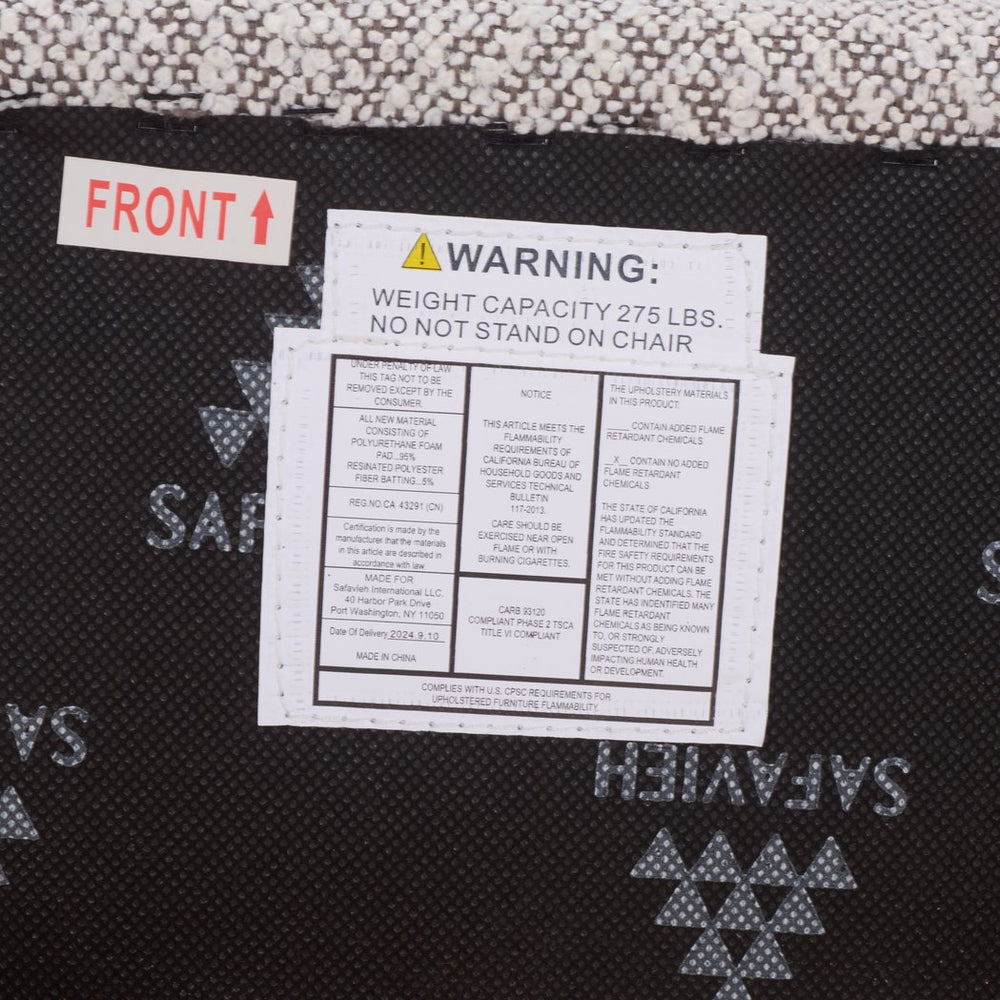 FRONT
WARNING:
WEIGHT CAPACITY 275 LBS.
NO NOT STAND ON CHAIR
UNDER PENALTY OF LAW
THIS TAG NOT TO BE
REMOVED EXCEPT BY THE
CONSUMER.
ALL NEW MATERIAL
CONSISTING OF
POLYURETHANE FOAM
PAD...95%
RESINATED POLYESTER
FIBER BATTING...5%
REG.NO.CA 43291 (CN)
Certification is made by the
manufacturer that the materials
in this article are described in
accordance with law.
MADE FOR
Safavieh International LLC.
40 Harbor Park Drive
Port Washington, NY 11050
Date Of Delivery 2024.9.10
MADE IN CHINA
NOTICE
THIS ARTICLE MEETS THE
FLAMMABILITY
REQUIREMENTS OF
CALIFORNIA BUREAU OF
HOUSEHOLD GOODS AND
SERVICES TECHNICAL
BULLETIN
117-2013.
CARE SHOULD BE
EXERCISED NEAR OPEN
FLAME OR WITH
BURNING CIGARETTES.
CARB 93120
COMPLIANT PHASE 2 TSCA
TITLE VI COMPLIANT
THE UPHOLSTERY MATERIALS
IN THIS PRODUCT:
____ CONTAIN ADDED FLAME
RETARDANT CHEMICALS
__X__ CONTAIN NO ADDED
FLAME RETARDANT
CHEMICALS
THE STATE OF CALIFORNIA
HAS UPDATED THE
FLAMMABILITY STANDARD
AND DETERMINED THAT THE
FIRE SAFETY REQUIREMENTS
FOR THIS PRODUCT CAN BE
MET WITHOUT ADDING FLAME
RETARDANT CHEMICALS. THE
STATE HAS INDENTIFIED MANY
FLAME RETARDANT
CHEMICALS AS BEING KNOWN
TO, OR STRONGLY
SUSPECTED OF, ADVERSELY
IMPACTING HUMAN HEALTH
OR DEVELOPMENT.
COMPLIES WITH U.S. CPSC REQUIREMENTS FOR
UPHOLSTERED FURNITURE FLAMMABILITY.
SAF
S
SA
SAFAVIEH